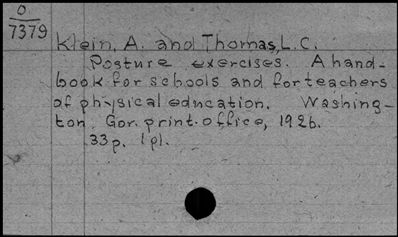 O
7379
Klein, A. and Thomas, L. C.
Posture exercises. A hand-
book for schools and for teachers
of physical education. Washing-
ton. Gov. print. office, 1926.
33p. 1pl.